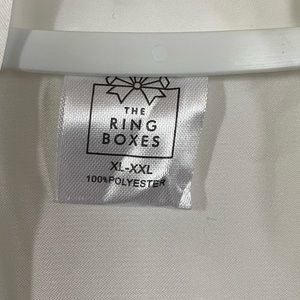 THE
RING
BOXES
XL-XXL
100%POLYESTER